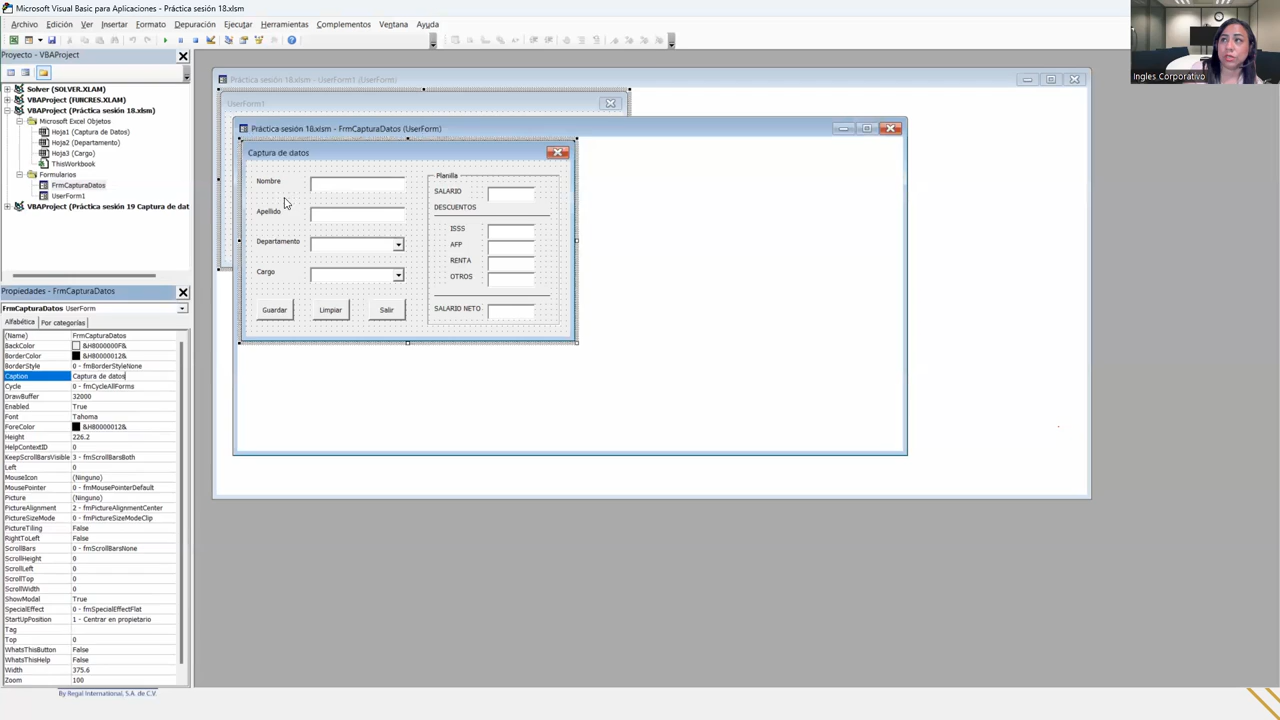 Microsoft Visual Basic para Aplicaciones - Práctica sesión 18.xlsm
Archivo Edición Ver Insertar Formato Depuración Ejecutar Herramientas Complementos Ventana Ayuda
Ingles Corporativo
Proyecto - VBAProject
Solver (SOLVER.XLAM)
VBAProject (FUNCRES.XLAM)
VBAProject (Práctica sesión 18.xlsm)
Microsoft Excel Objetos
Hoja1 (Captura de Datos)
Hoja2 (Departamento)
Hoja3 (Cargo)
ThisWorkbook
Formularios
FrmCapturaDatos
UserForm1
VBAProject (Práctica sesión 19 Captura de dat
Propiedades - FrmCapturaDatos
FrmCapturaDatos UserForm
Alfabética Por categorías
(Name) FrmCapturaDatos
BackColor &H8000000F&
BorderColor &H80000012&
BorderStyle 0 - fmBorderStyleNone
Caption Captura de datos
Cycle 0 - fmCycleAllForms
DrawBuffer 32000
Enabled True
Font Tahoma
ForeColor &H80000012&
Height 226.2
HelpContextID 0
KeepScrollBarsVisible 3 - fmScrollBarsBoth
Left 0
MouseIcon (Ninguno)
MousePointer 0 - fmMousePointerDefault
Picture (Ninguno)
PictureAlignment 2 - fmPictureAlignmentCenter
PictureSizeMode 0 - fmPictureSizeModeClip
PictureTiling False
RightToLeft False
ScrollBars 0 - fmScrollBarsNone
ScrollHeight 0
ScrollLeft 0
ScrollTop 0
ScrollWidth 0
ShowModal True
SpecialEffect 0 - fmSpecialEffectFlat
StartUpPosition 1 - Centrar en propietario
Tag
Top 0
WhatsThisButton False
WhatsThisHelp False
Width 375.6
Zoom 100
By Regal International, S.A. de C.V.
Práctica sesión 18.xlsm - UserForm1 (UserForm)
UserForm1
Práctica sesión 18.xlsm - FrmCapturaDatos (UserForm)
Captura de datos
Nombre
Apellido
Departamento
Cargo
Guardar Limpiar Salir
Planilla
SALARIO
DESCUENTOS
ISSS
AFP
RENTA
OTROS
SALARIO NETO